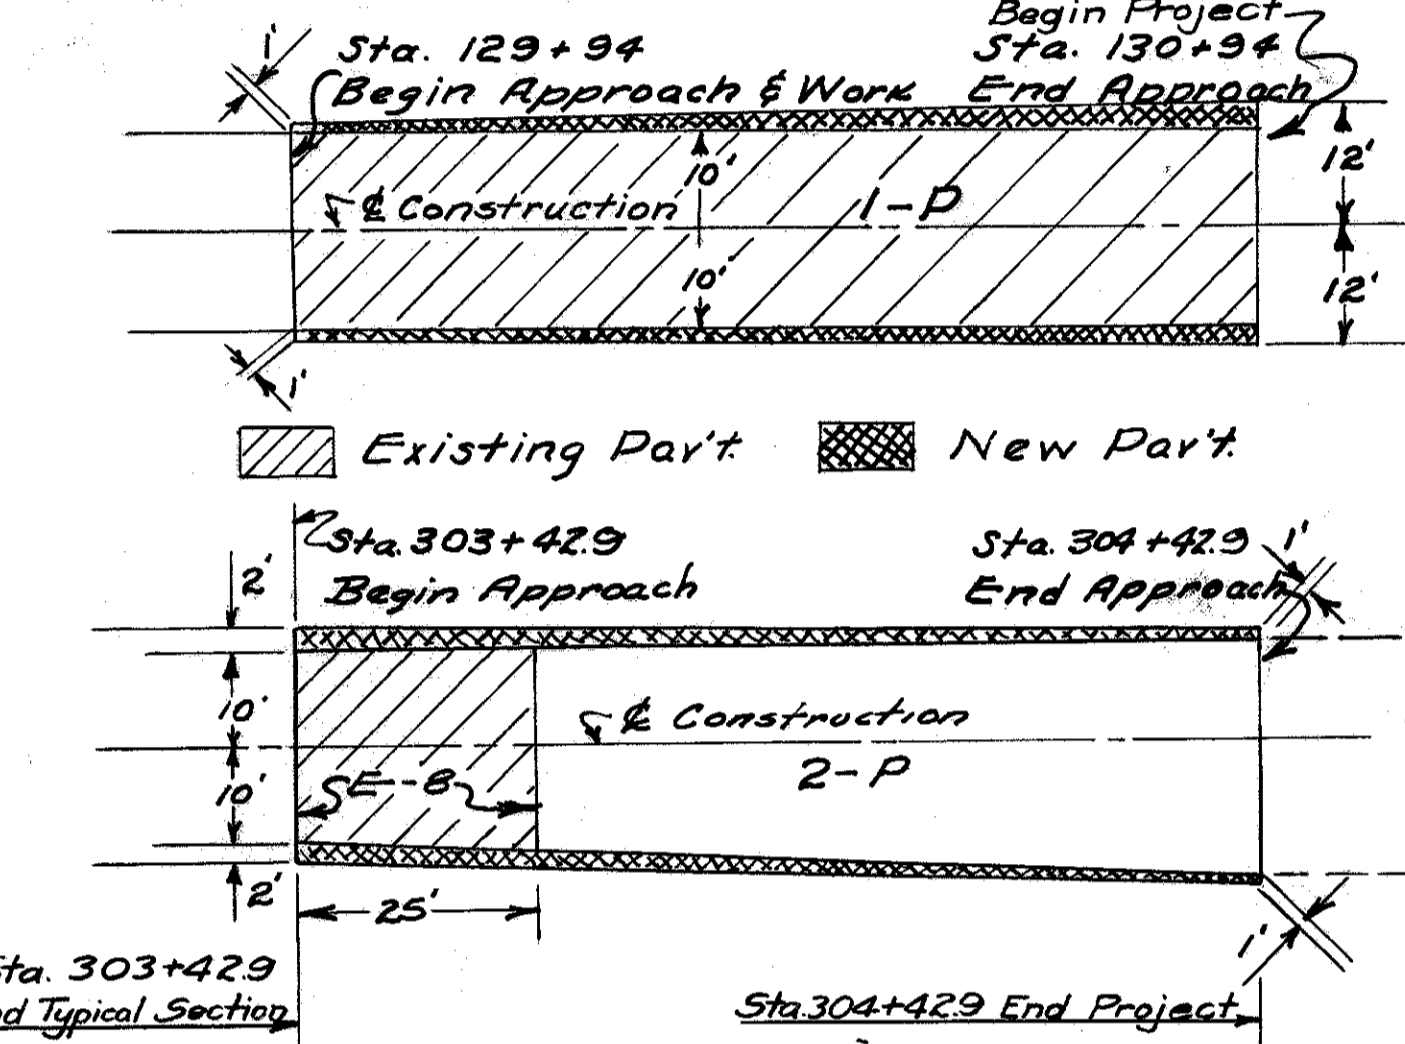 Begin Project
1'
Sta. 129+94
Sta. 130+94
Begin Approach & Work
End Approach
12'
10'
℄ Construction
1-P
10'
12'
1'
Existing Pav't.
New Pav't.
Sta. 303+42.9
Sta. 304+42.9
1'
2'
Begin Approach
End Approach
10'
℄ Construction
2-P
E-8
10'
2'
25'
1'
Sta. 303+42.9
nd Typical Section
Sta. 304+42.9 End Project